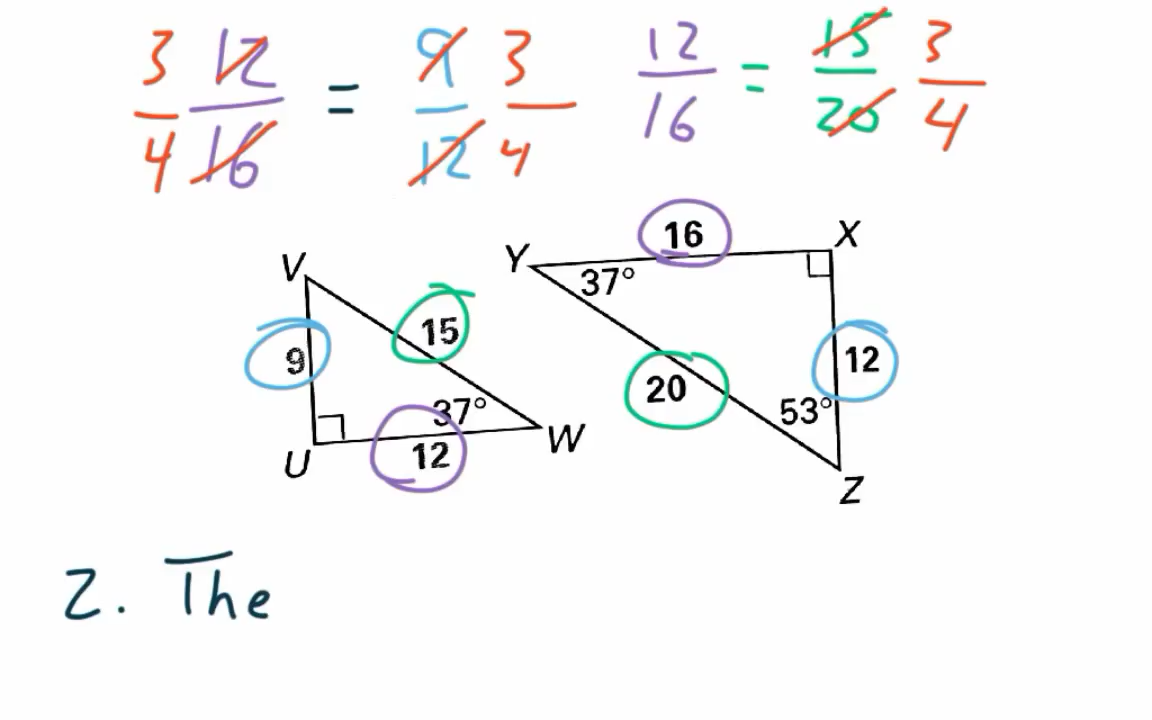 3 12 = 9 3 12 = 15 3
4 16 12 4 16 20 4
16
Y X
37°
V
15
9 12
20
37° 53°
W
U 12
Z
2. The